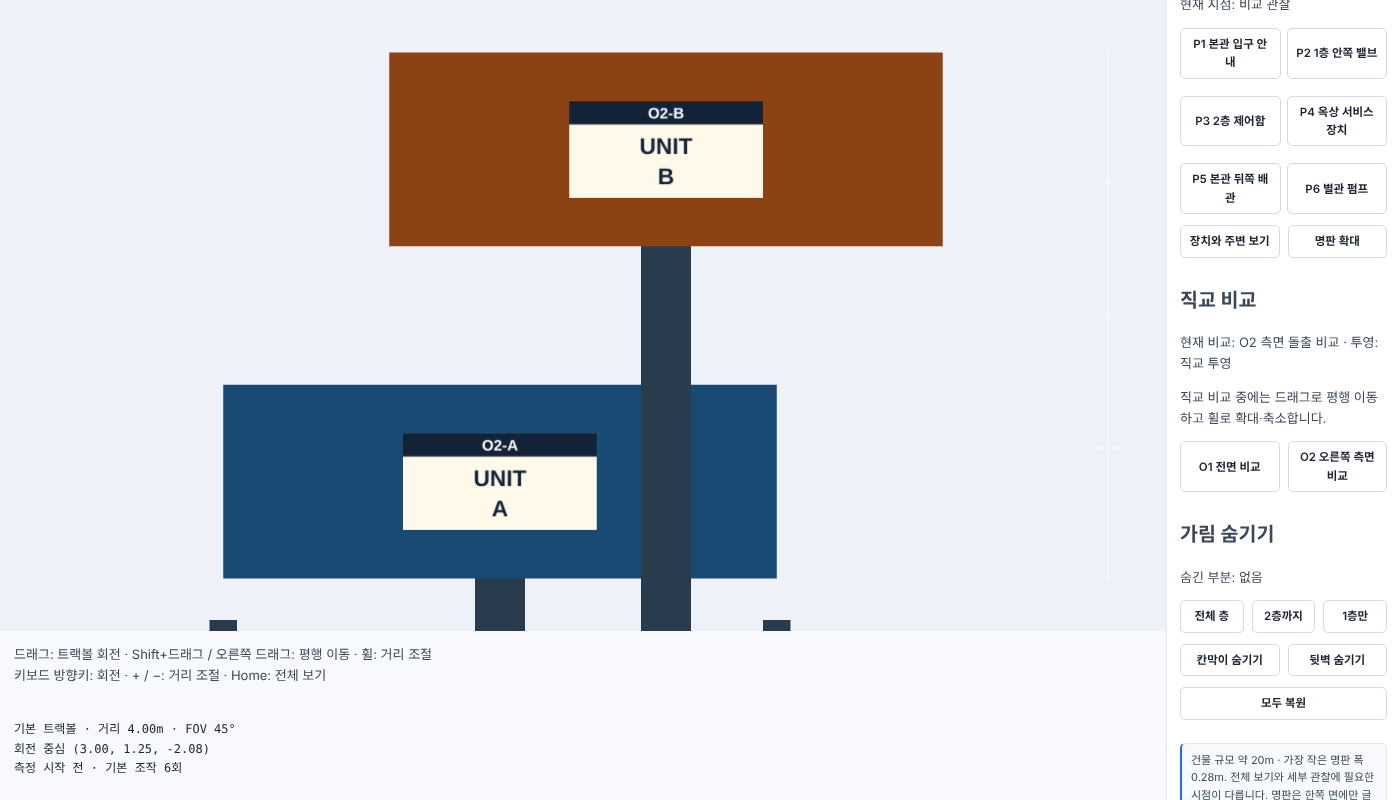 O2-B
UNIT
B
O2-A
UNIT
A
드래그: 트랙볼 회전 · Shift+드래그 / 오른쪽 드래그: 평행 이동 · 휠: 거리 조절
키보드 방향키: 회전 · + / −: 거리 조절 · Home: 전체 보기
기본 트랙볼 · 거리 4.00m · FOV 45°
회전 중심 (3.00, 1.25, -2.08)
측정 시작 전 · 기본 조작 6회
현재 지점: 비교 관찰
P1 본관 입구 안
내
P2 1층 안쪽 밸브
P3 2층 제어함
P4 옥상 서비스
장치
P5 본관 뒤쪽 배
관
P6 별관 펌프
장치와 주변 보기
명판 확대
직교 비교
현재 비교: O2 측면 돌출 비교 · 투영:
직교 투영
직교 비교 중에는 드래그로 평행 이동
하고 휠로 확대·축소합니다.
O1 전면 비교
O2 오른쪽 측면
비교
가림 숨기기
숨긴 부분: 없음
전체 층
2층까지
1층만
칸막이 숨기기
뒷벽 숨기기
모두 복원
건물 규모 약 20m · 가장 작은 명판 폭
0.28m. 전체 보기와 세부 관찰에 필요한
시점이 다릅니다. 명판은 한쪽 면에만 글